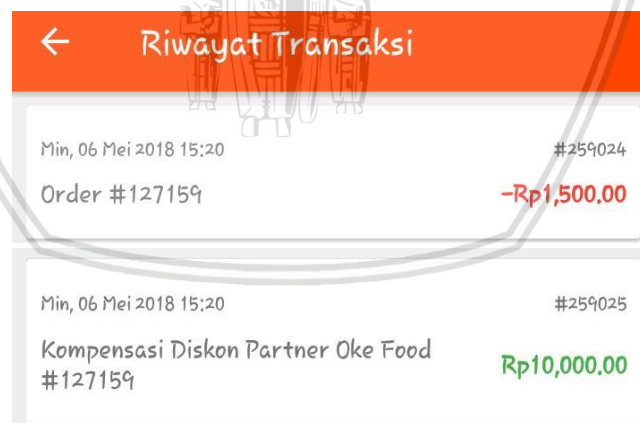 Riwayat Transaksi
Min, 06 Mei 2018 15:20 #259024
Order #127159 -Rp1,500.00
Min, 06 Mei 2018 15:20 #259025
Kompensasi Diskon Partner Oke Food
#127159 Rp10,000.00